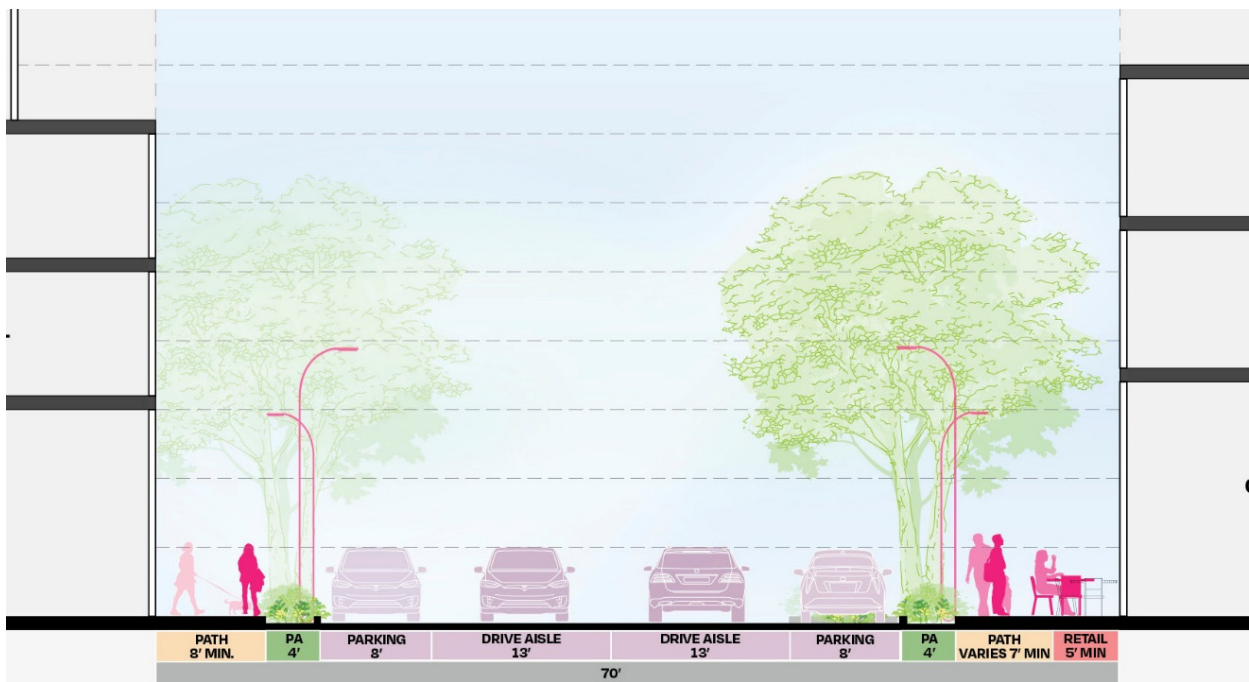 PATH
8' MIN.
PA
4'
PARKING
8'
DRIVE AISLE
13'
DRIVE AISLE
13'
PARKING
8'
PA
4'
PATH
VARIES 7' MIN
RETAIL
5' MIN
70'